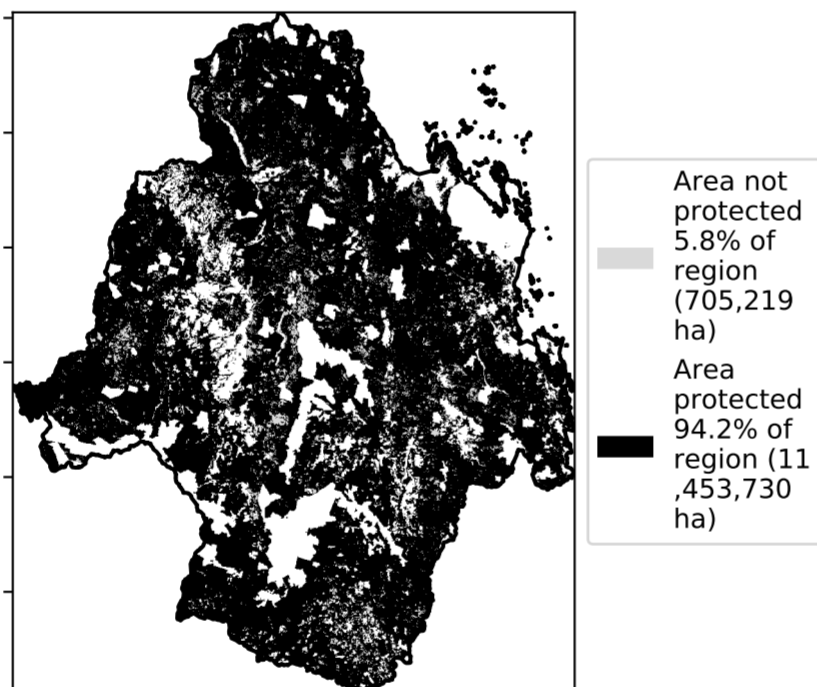 Area not
protected
5.8% of
region
(705,219
ha)
Area
protected
94.2% of
region (11
,453,730
ha)